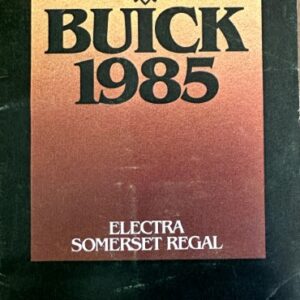 BUICK
1985
ELECTRA
SOMERSET REGAL